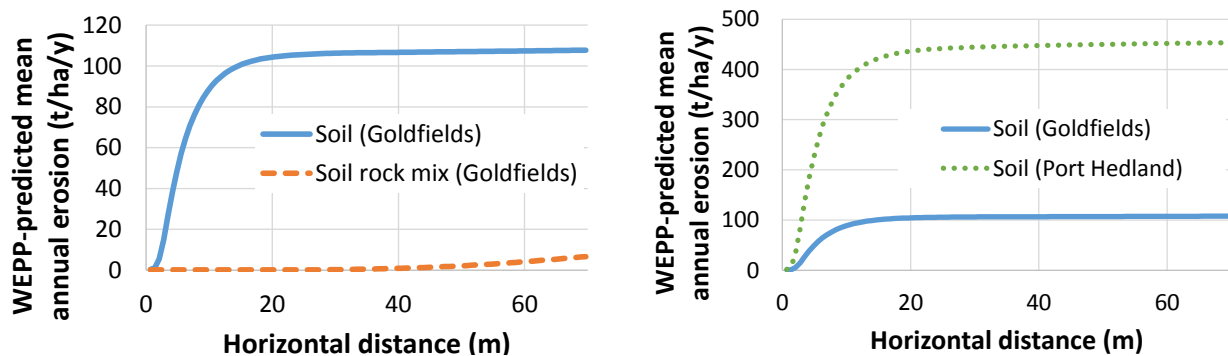 WEPP-predicted mean
annual erosion (t/ha/y)
120
100
80
60
40
20
0
Soil (Goldfields)
Soil rock mix (Goldfields)
0
20
40
60
Horizontal distance (m)
WEPP-predicted mean
annual erosion (t/ha/y)
500
400
300
200
100
0
Soil (Goldfields)
Soil (Port Hedland)
0
20
40
60
Horizontal distance (m)